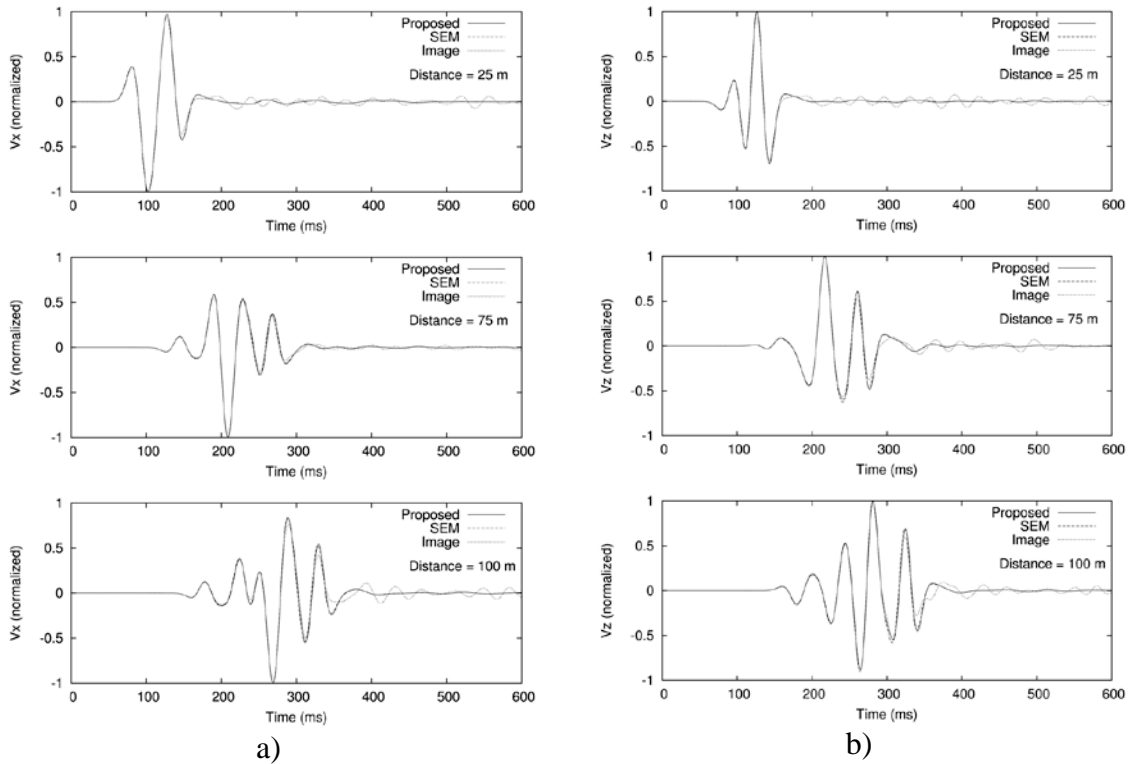 1
0.5
0
-0.5
-1
Vx (normalized)
Proposed
SEM
Image
Distance = 25 m
0 100 200 300 400 500 600
Time (ms)
1
0.5
0
-0.5
-1
Vx (normalized)
Proposed
SEM
Image
Distance = 75 m
0 100 200 300 400 500 600
Time (ms)
1
0.5
0
-0.5
-1
Vx (normalized)
Proposed
SEM
Image
Distance = 100 m
0 100 200 300 400 500 600
Time (ms)
a)
1
0.5
0
-0.5
-1
Vz (normalized)
Proposed
SEM
Image
Distance = 25 m
0 100 200 300 400 500 600
Time (ms)
1
0.5
0
-0.5
-1
Vz (normalized)
Proposed
SEM
Image
Distance = 75 m
0 100 200 300 400 500 600
Time (ms)
1
0.5
0
-0.5
-1
Vz (normalized)
Proposed
SEM
Image
Distance = 100 m
0 100 200 300 400 500 600
Time (ms)
b)